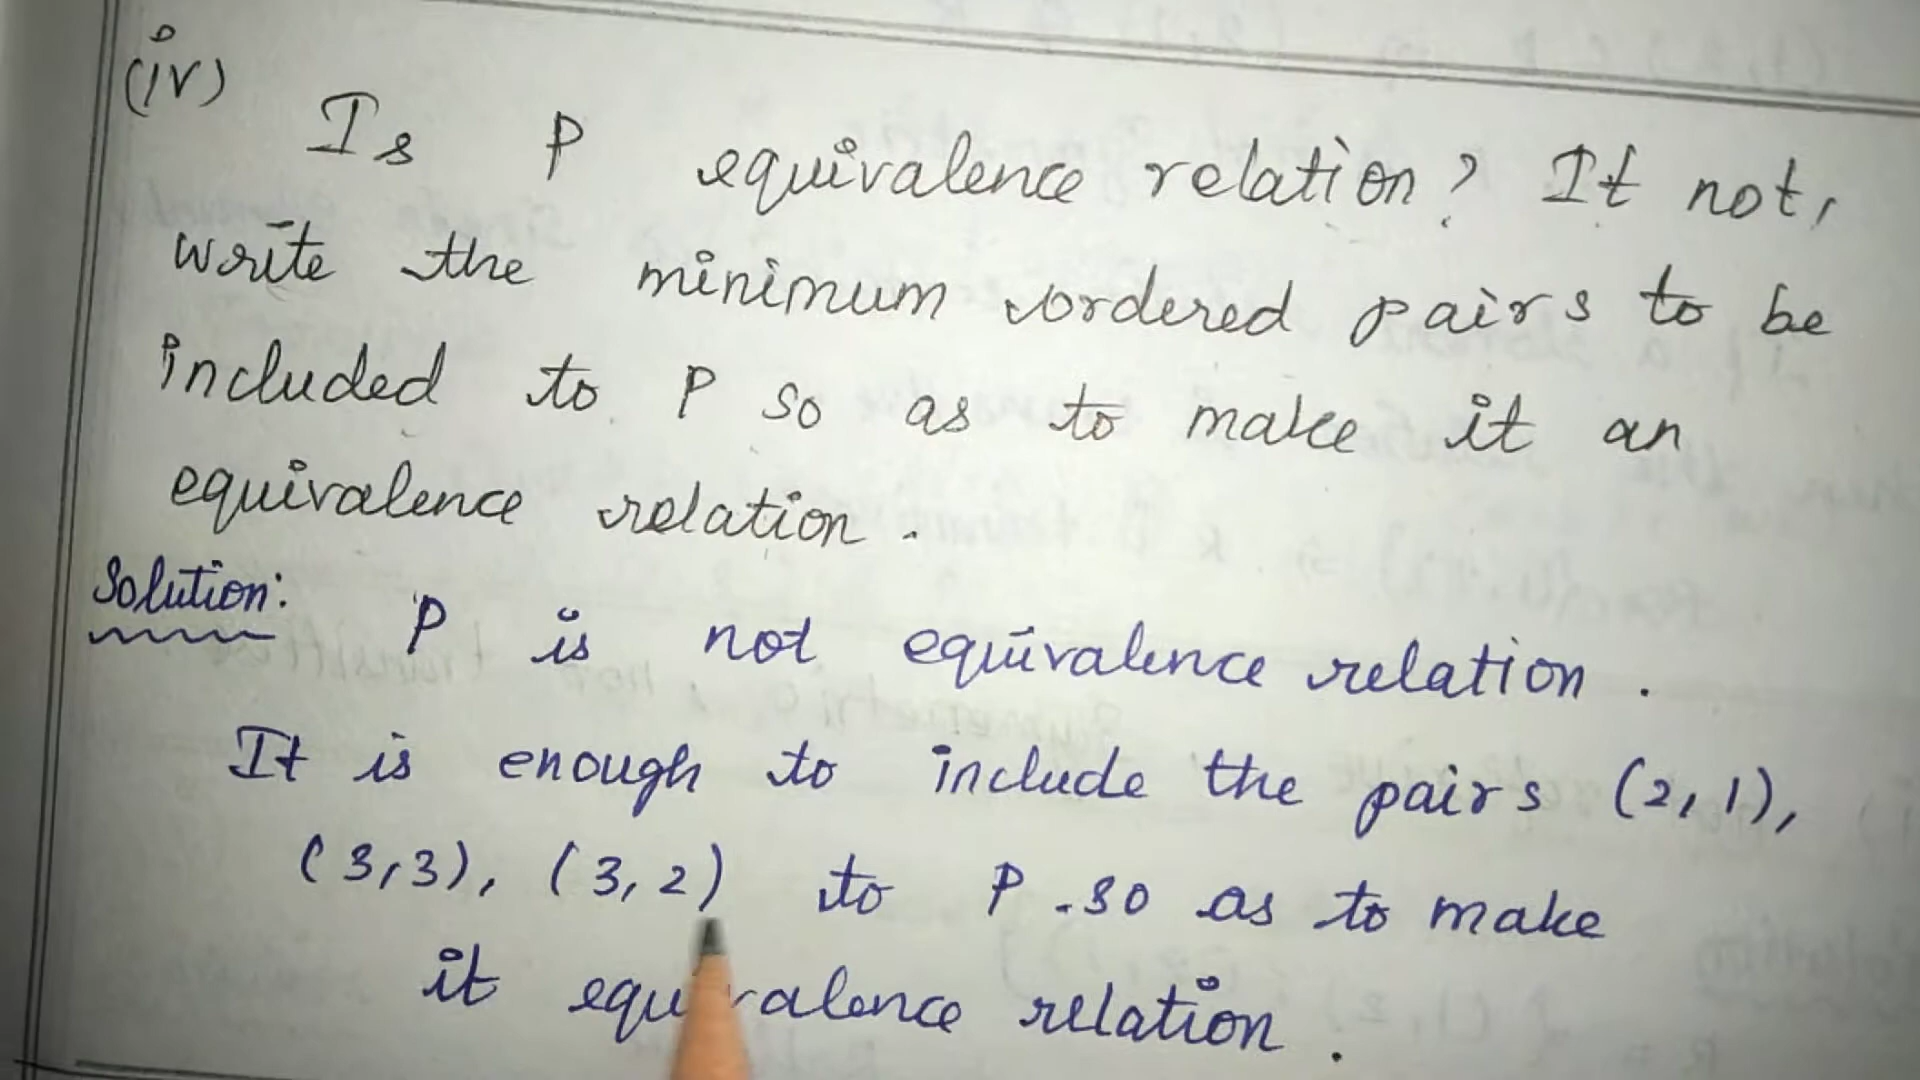 (iv)
Is P equivalence relation? It not,
write the minimum ordered pairs to be
included to P so as to make it an
equivalence relation.
Solution: P is not equivalence relation.
It is enough to include the pairs (2,1),
(3,3), (3,2) to P so as to make
it equivalence relation.